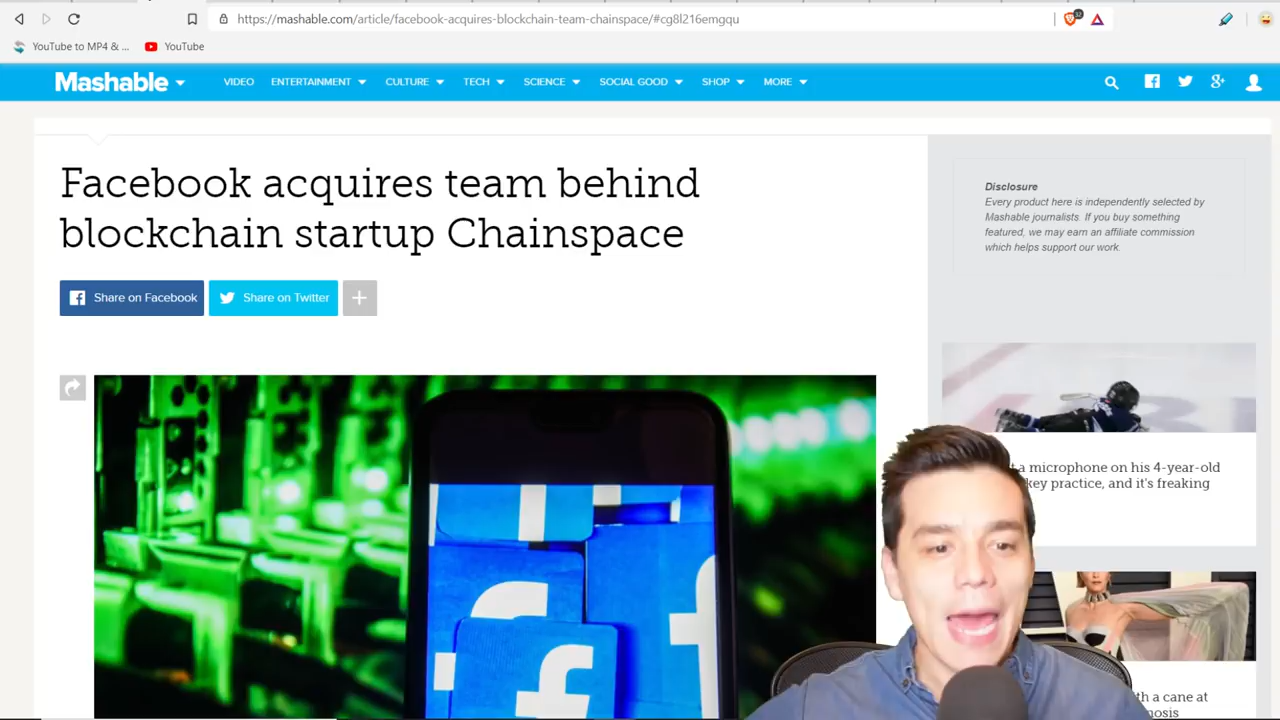 https://mashable.com/article/facebook-acquires-blockchain-team-chainspace/#cg8l216emgqu
YouTube to MP4 & ...
YouTube
Mashable
VIDEO
ENTERTAINMENT
CULTURE
TECH
SCIENCE
SOCIAL GOOD
SHOP
MORE
Facebook acquires team behind
blockchain startup Chainspace
Share on Facebook
Share on Twitter
Disclosure
Every product here is independently selected by
Mashable journalists. If you buy something
featured, we may earn an affiliate commission
which helps support our work.
a microphone on his 4-year-old
practice, and it's freaking
with a cane at